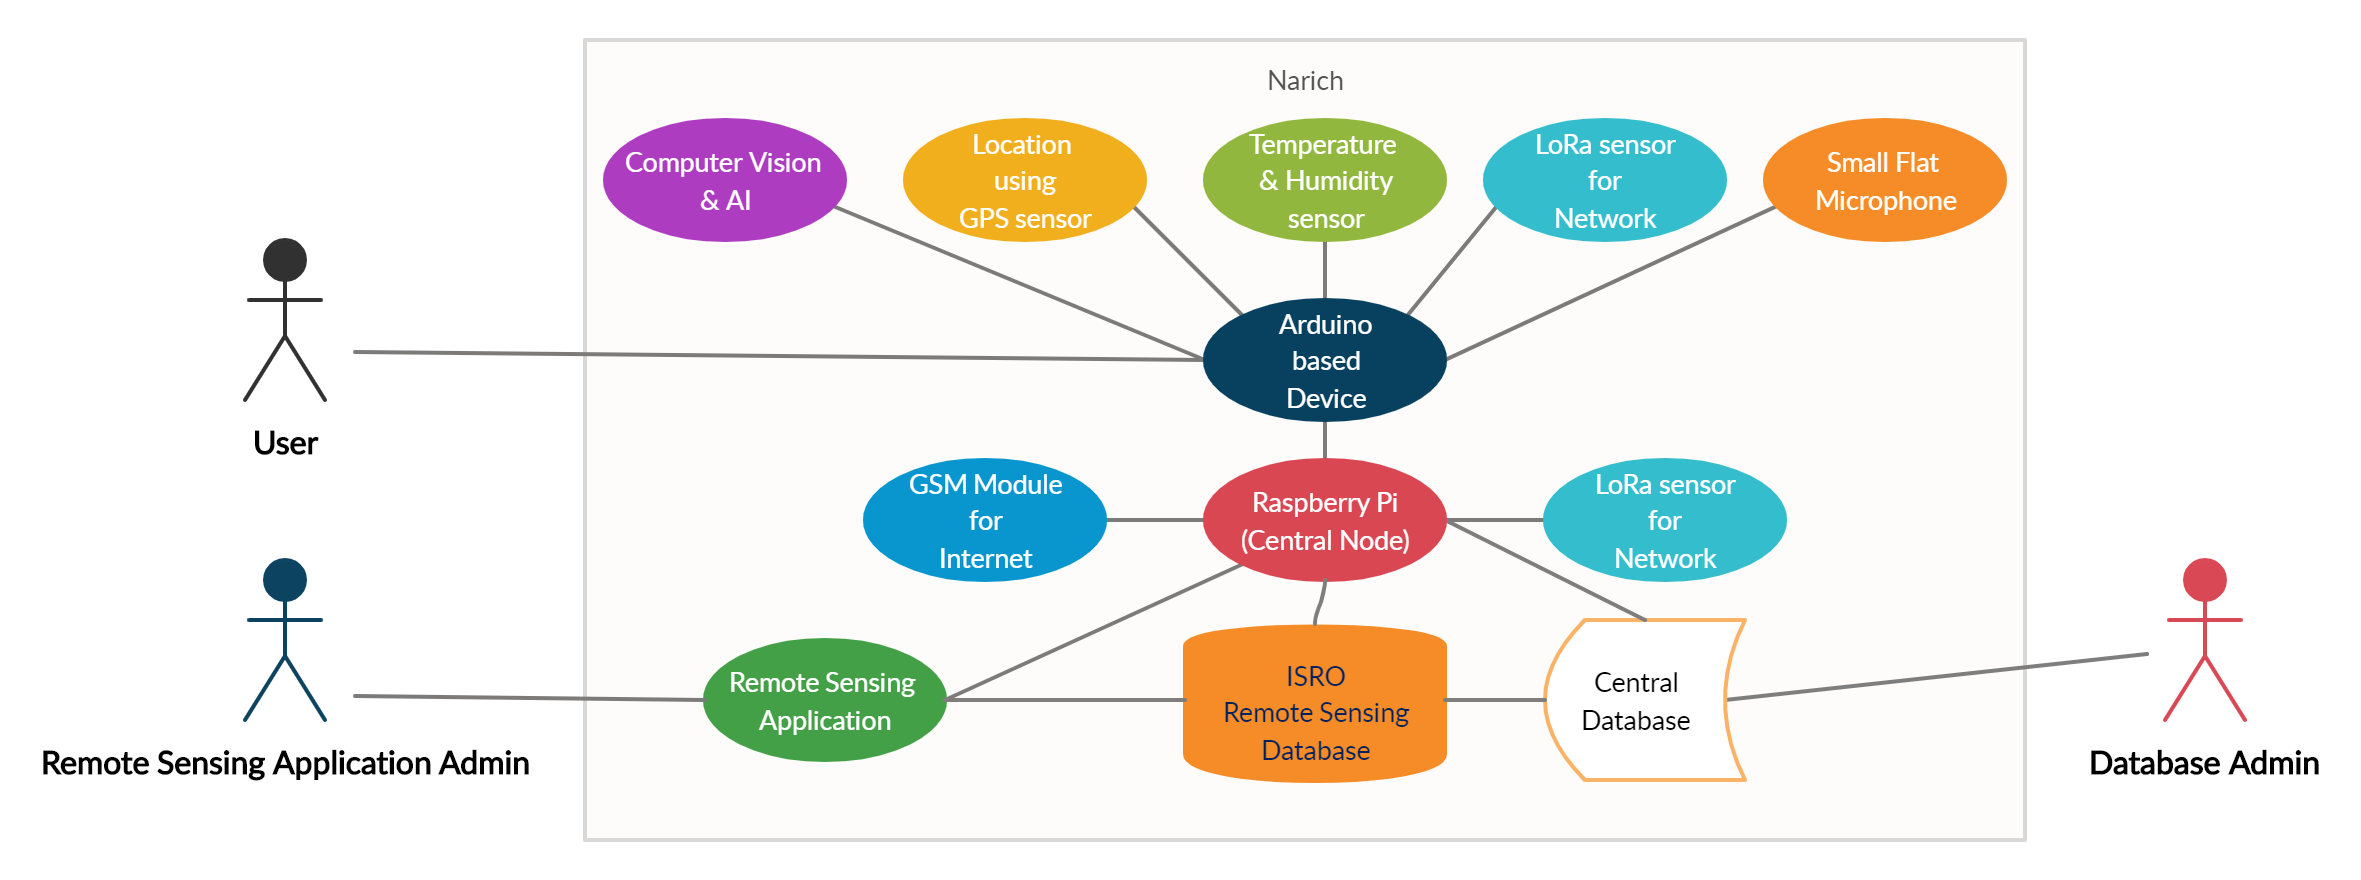 Narich
Computer Vision
& AI
Location
using
GPS sensor
Temperature
& Humidity
sensor
LoRa sensor
for
Network
Small Flat
Microphone
Arduino
based
Device
User
GSM Module
for
Internet
Raspberry Pi
(Central Node)
LoRa sensor
for
Network
Remote Sensing
Application
ISRO
Remote Sensing
Database
Central
Database
Remote Sensing Application Admin
Database Admin